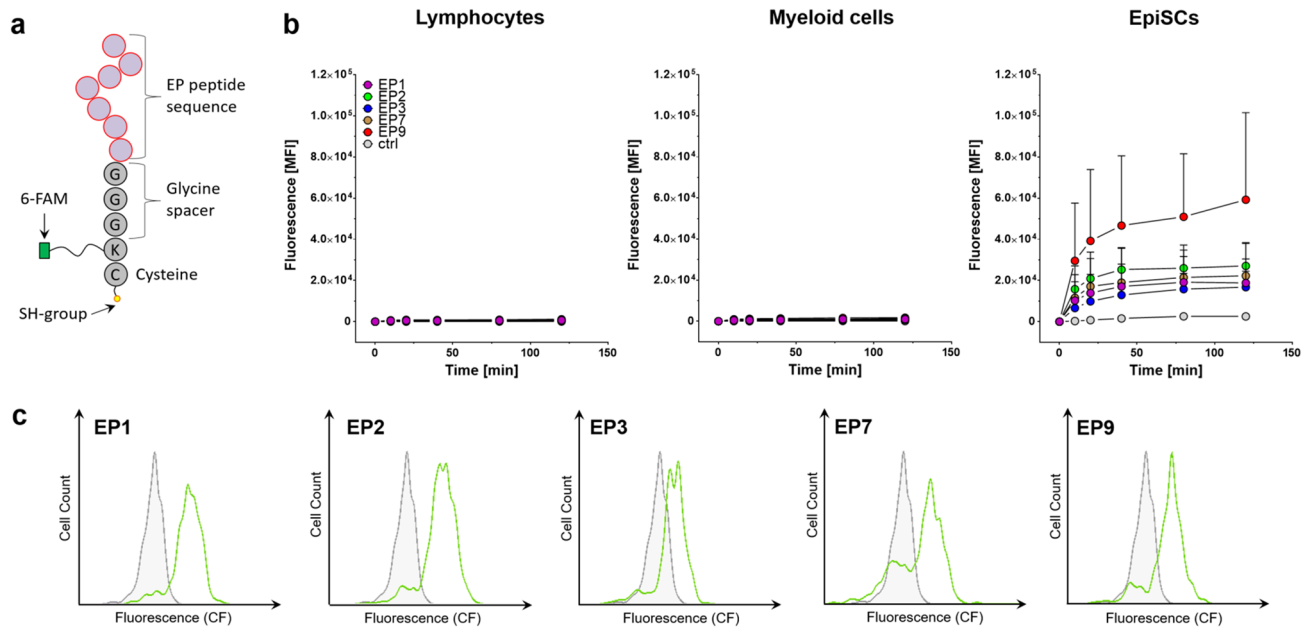 a
EP peptide
sequence
G
G
G
K
C
Glycine
spacer
6-FAM
Cysteine
SH-group
b
Lymphocytes
Fluorescence [MFI]
1.2×10⁵
1.0×10⁵
8.0×10⁴
6.0×10⁴
4.0×10⁴
2.0×10⁴
0
EP1
EP2
EP3
EP7
EP9
ctrl
0
50
100
150
Time [min]
Myeloid cells
Fluorescence [MFI]
1.2×10⁵
1.0×10⁵
8.0×10⁴
6.0×10⁴
4.0×10⁴
2.0×10⁴
0
0
50
100
150
Time [min]
EpiSCs
Fluorescence [MFI]
1.2×10⁵
1.0×10⁵
8.0×10⁴
6.0×10⁴
4.0×10⁴
2.0×10⁴
0
0
50
100
150
Time [min]
c
EP1
Cell Count
Fluorescence (CF)
EP2
Cell Count
Fluorescence (CF)
EP3
Cell Count
Fluorescence (CF)
EP7
Cell Count
Fluorescence (CF)
EP9
Cell Count
Fluorescence (CF)